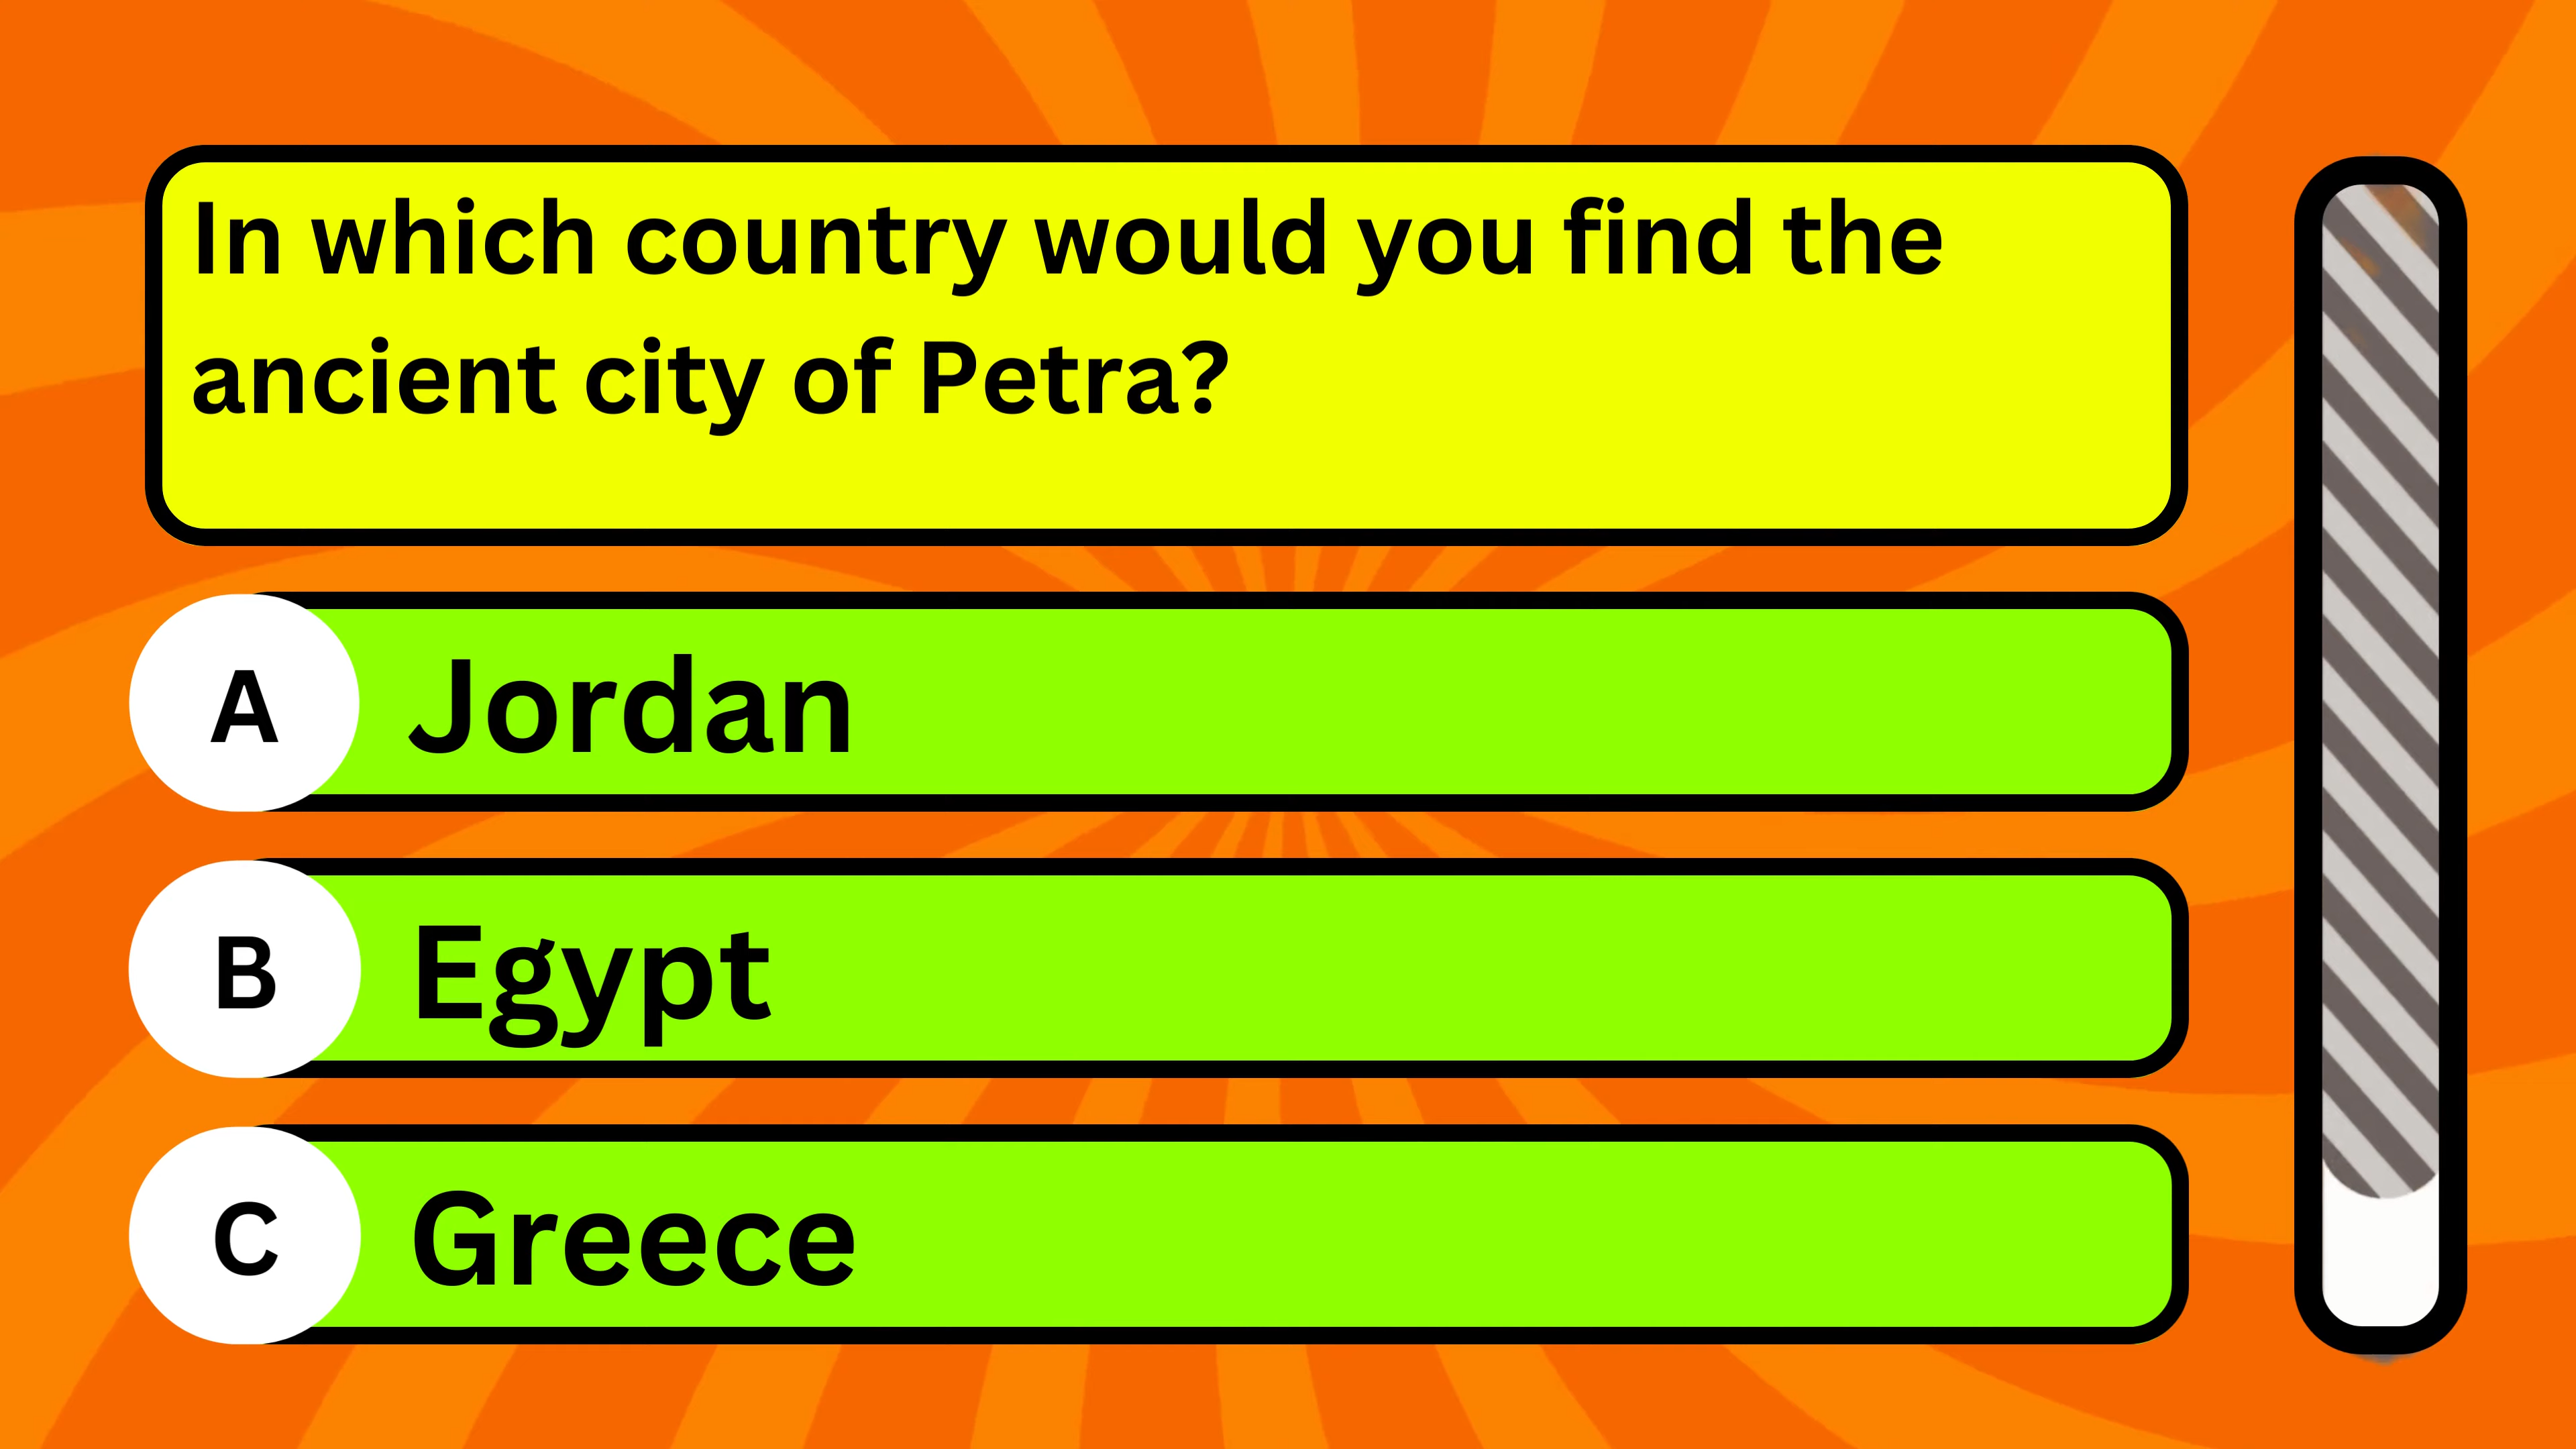 In which country would you find the
ancient city of Petra?
A Jordan
B Egypt
C Greece